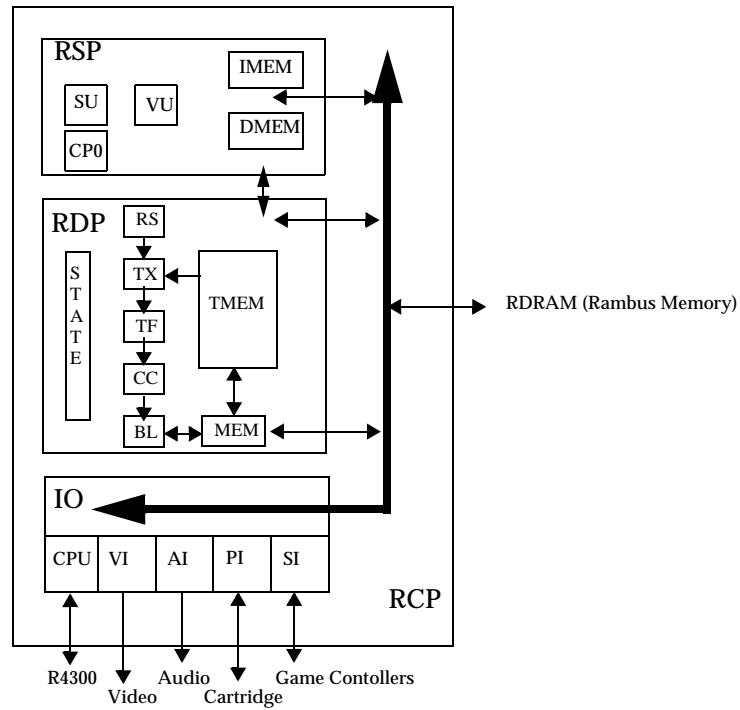 RSP
IMEM
SU
VU
DMEM
CP0
RDP
RS
STATE
TX
TMEM
TF
CC
BL
MEM
RDRAM (Rambus Memory)
IO
CPU
VI
AI
PI
SI
RCP
R4300
Video
Audio
Cartridge
Game Contollers